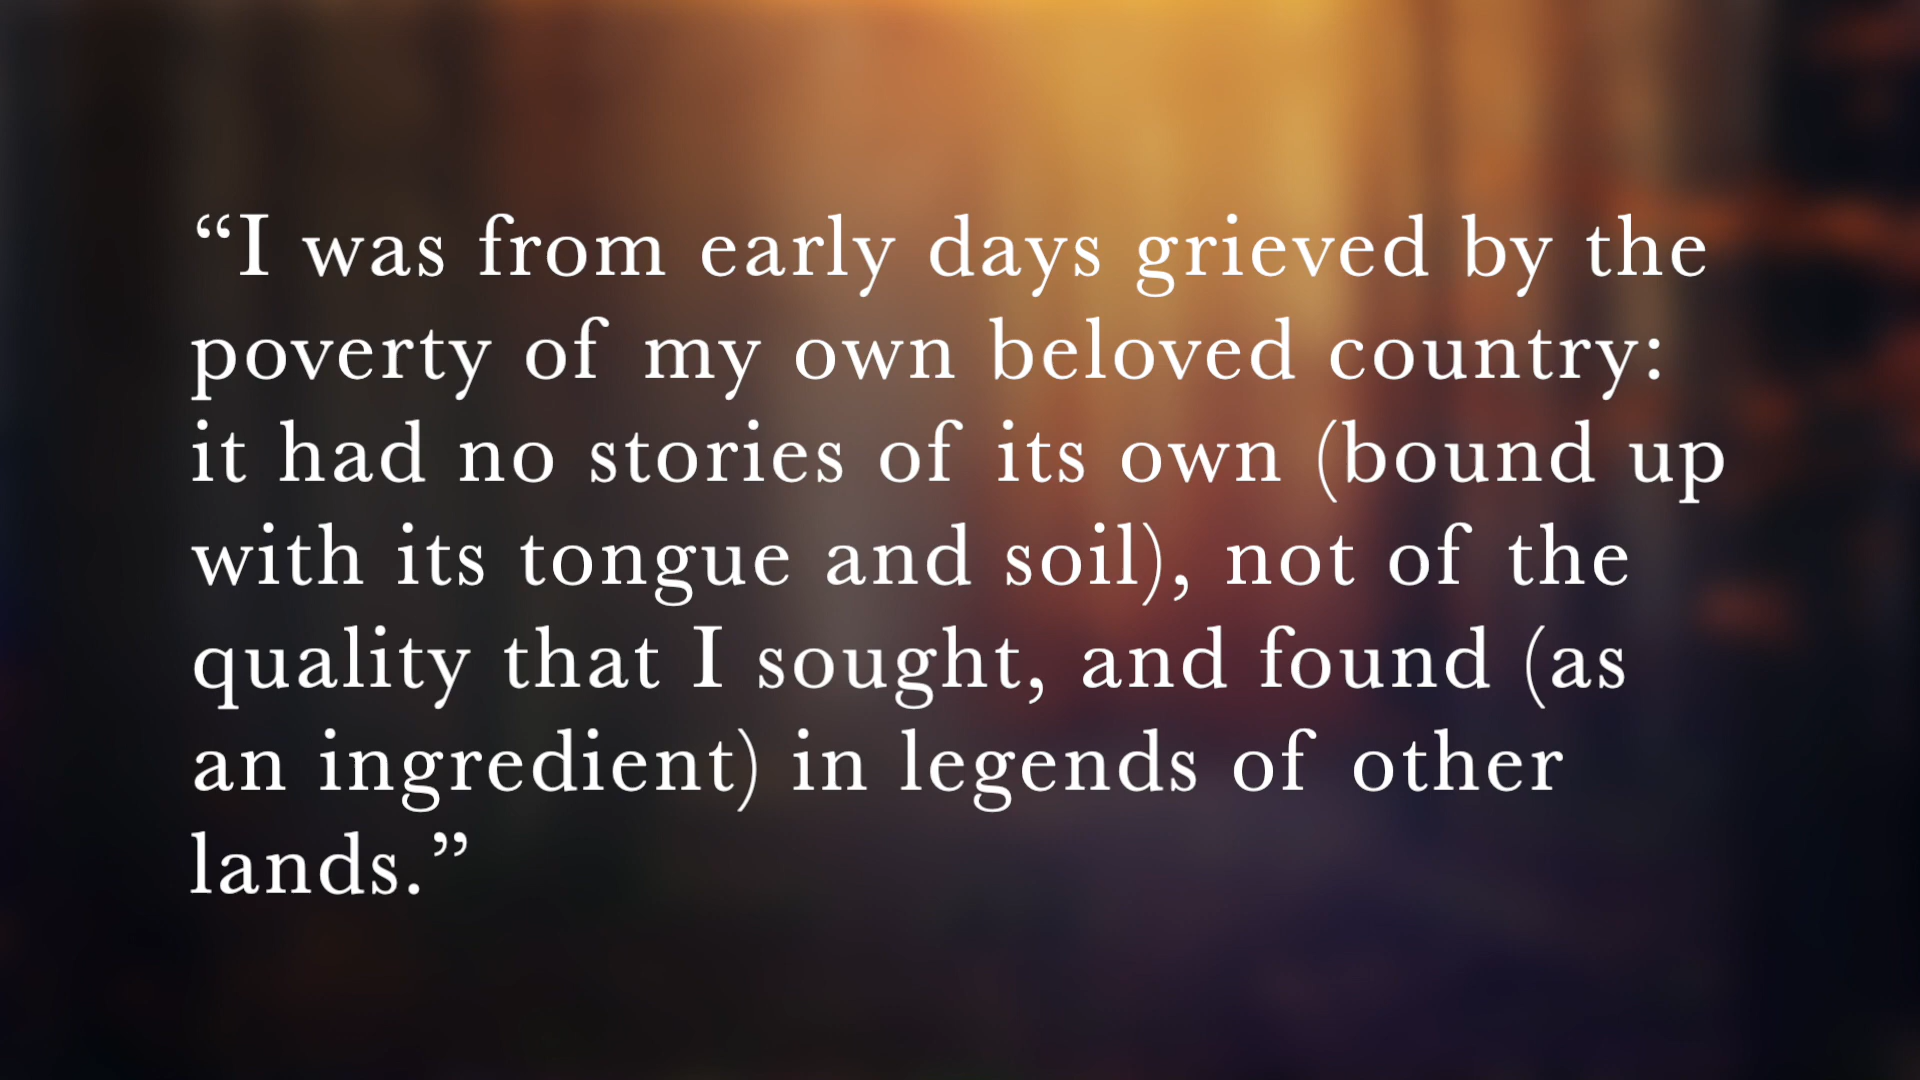 “I was from early days grieved by the
poverty of my own beloved country:
it had no stories of its own (bound up
with its tongue and soil), not of the
quality that I sought, and found (as
an ingredient) in legends of other
lands.”